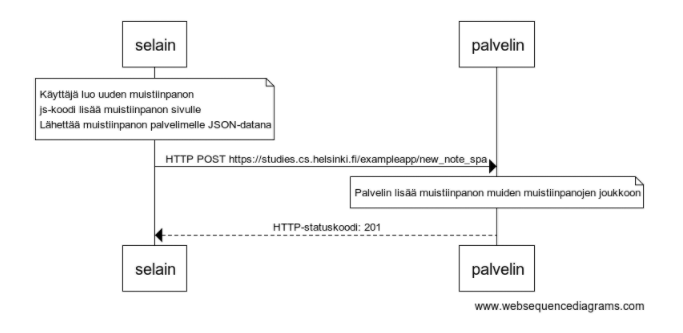 selain
palvelin
Käyttäjä luo uuden muistiinpanon
js-koodi lisää muistiinpanon sivulle
Lähettää muistiinpanon palvelimelle JSON-datana
HTTP POST https://studies.cs.helsinki.fi/exampleapp/new_note_spa
Palvelin lisää muistiinpanon muiden muistiinpanojen joukkoon
HTTP-statuskoodi: 201
selain
palvelin
www.websequencediagrams.com